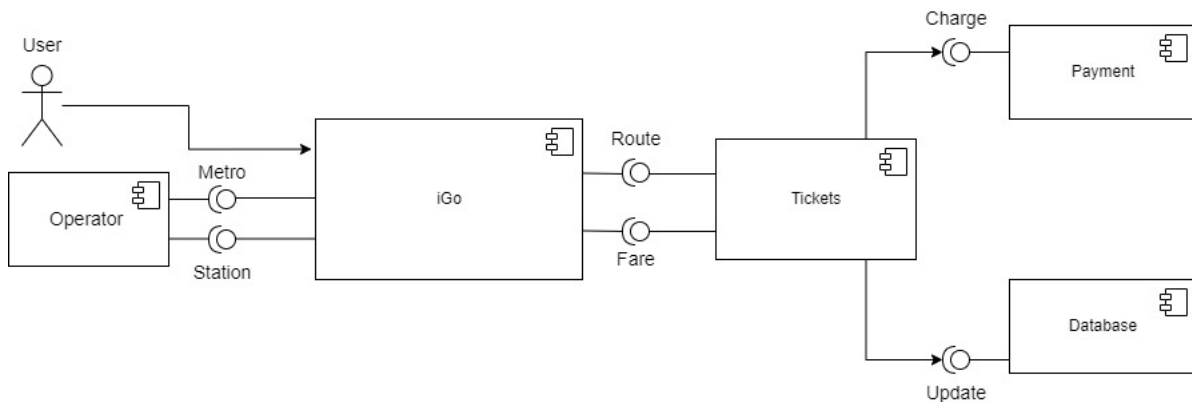 Charge
User
Payment
Route
Metro
iGo
Tickets
Operator
Fare
Station
Database
Update